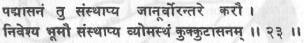 पद्मासनं तु संस्थाप्य जानूर्वोरन्तरे करौ ।
निवेश्य भूमौ संस्थाप्य व्योमस्थं कुक्कुटासनम् ॥ २३ ॥